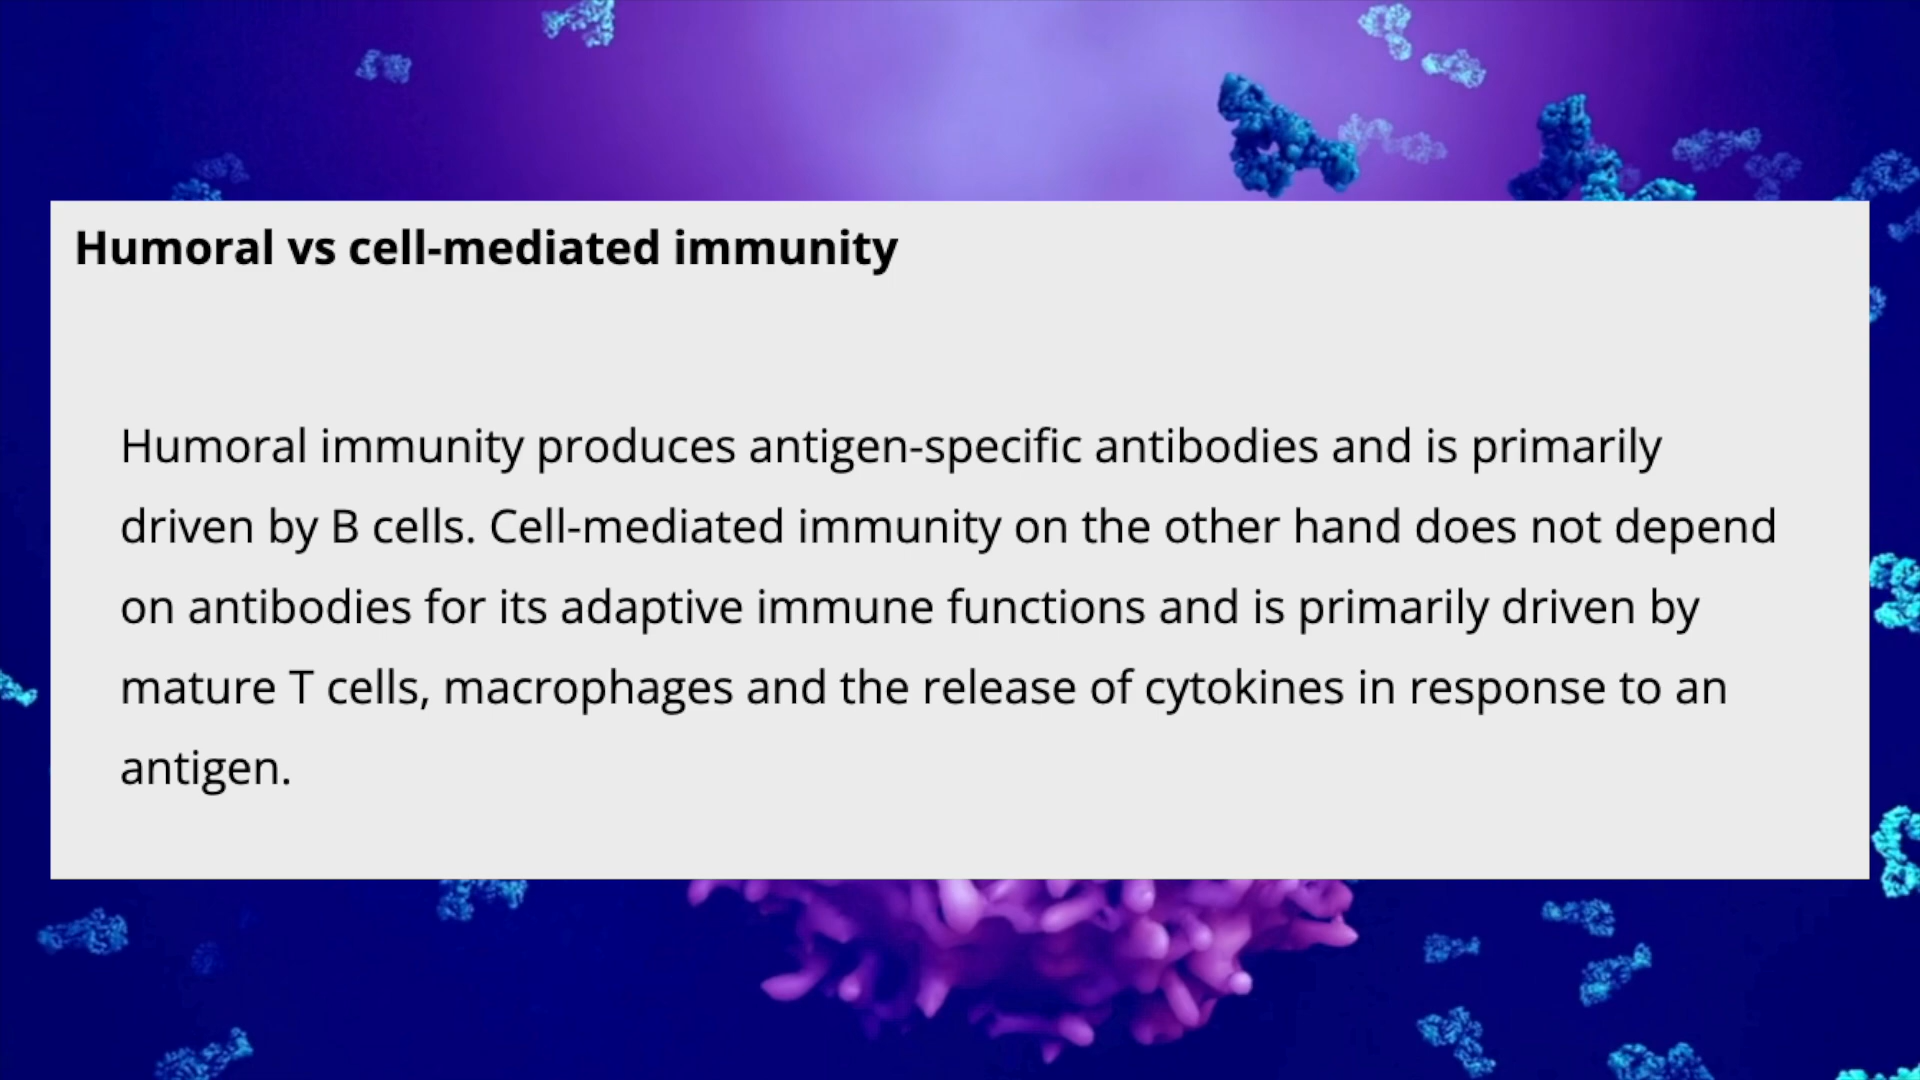 Humoral vs cell-mediated immunity
Humoral immunity produces antigen-specific antibodies and is primarily
driven by B cells. Cell-mediated immunity on the other hand does not depend
on antibodies for its adaptive immune functions and is primarily driven by
mature T cells, macrophages and the release of cytokines in response to an
antigen.